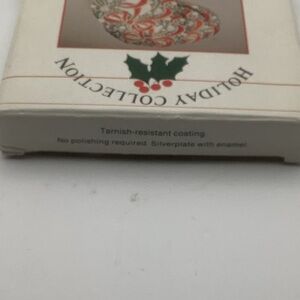 HOLIDAY COLLECTION
Tarnish-resistant coating
No polishing required. Silverplate with enamel.